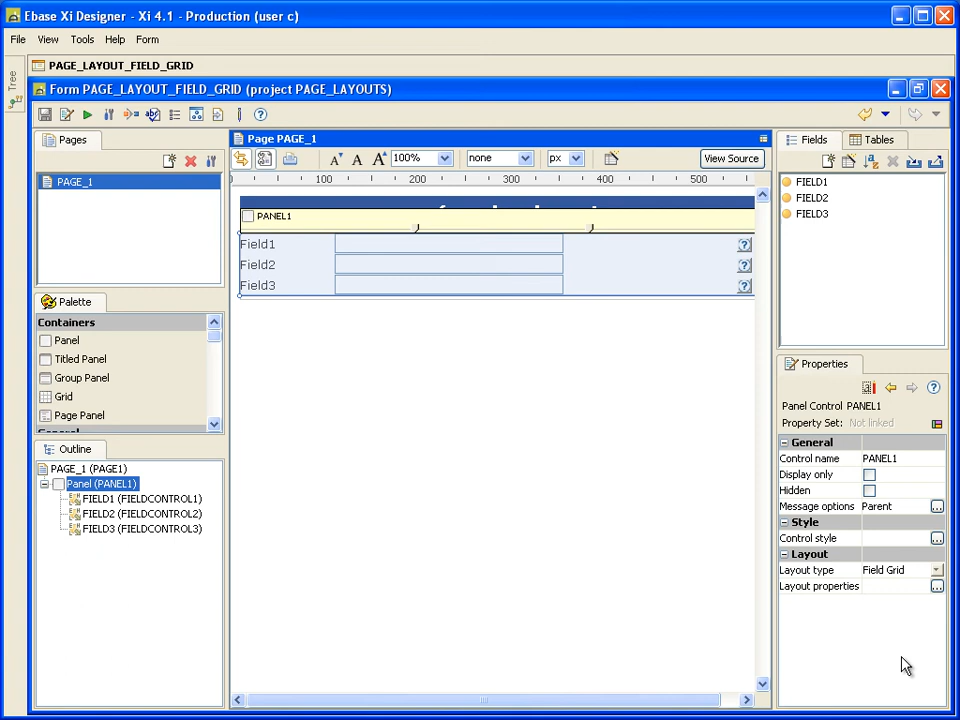 Ebase Xi Designer - Xi 4.1 - Production (user c)
File View Tools Help Form
Tree
PAGE_LAYOUT_FIELD_GRID
Form PAGE_LAYOUT_FIELD_GRID (project PAGE_LAYOUTS)
Pages
PAGE_1
Palette
Containers
Panel
Titled Panel
Group Panel
Grid
Page Panel
Outline
PAGE_1 (PAGE1)
Panel (PANEL1)
FIELD1 (FIELDCONTROL1)
FIELD2 (FIELDCONTROL2)
FIELD3 (FIELDCONTROL3)
Page PAGE_1
A A A 100% none px View Source
100 200 300 400 500
PANEL1
Field1
Field2
Field3
Fields Tables
FIELD1
FIELD2
FIELD3
Properties
Panel Control PANEL1
Property Set: Not linked
General
Control name PANEL1
Display only
Hidden
Message options Parent
Style
Control style
Layout
Layout type Field Grid
Layout properties